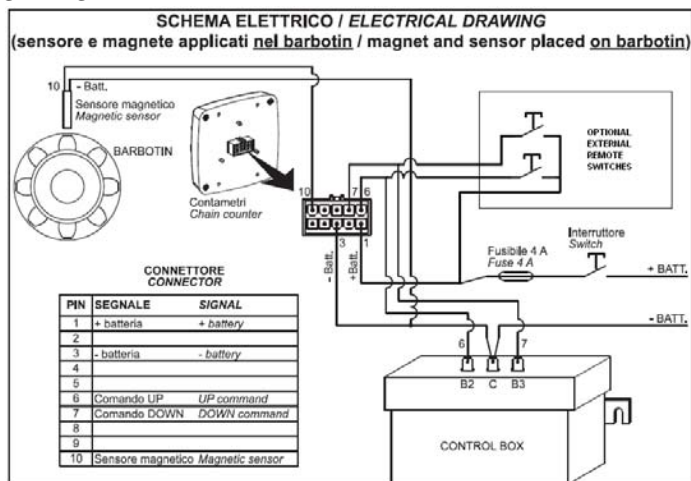 SCHEMA ELETTRICO / ELECTRICAL DRAWING
(sensore e magnete applicati nel barbotin / magnet and sensor placed on barbotin)
10
- Batt.
Sensore magnetico
Magnetic sensor
BARBOTIN
Contametri
Chain counter
OPTIONAL
EXTERNAL
REMOTE
SWITCHES
10
7 6
3
1
- Batt.
+Batt.
Fusibile 4 A
Fuse 4 A
Interruttore
Switch
+ BATT.
- BATT.
CONNETTORE
CONNECTOR
PIN SEGNALE SIGNAL
1 + batteria + battery
2
3 - batteria - battery
4
5
6 Comando UP UP command
7 Comando DOWN DOWN command
8
9
10 Sensore magnetico Magnetic sensor
6
7
B2 C B3
CONTROL BOX